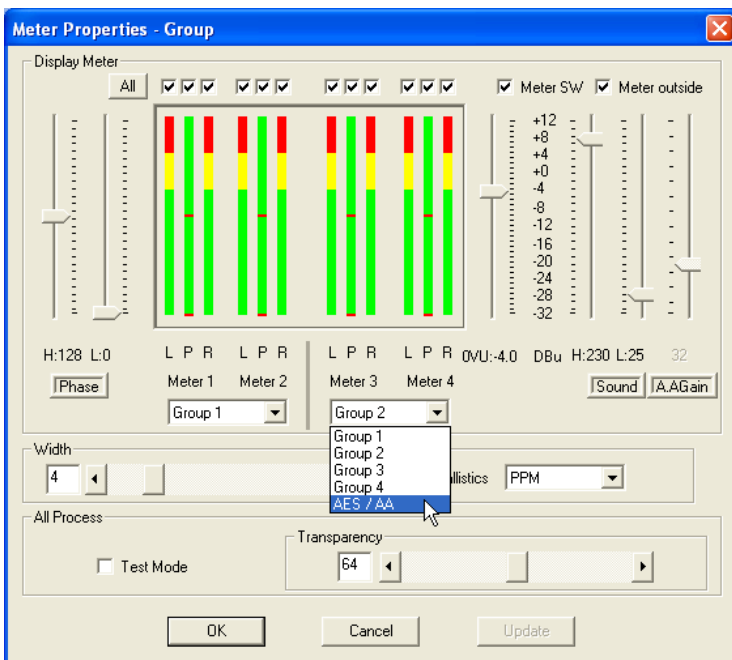 Meter Properties - Group
Display Meter
All
Meter SW
Meter outside
+12
+8
+4
+0
-4
-8
-12
-16
-20
-24
-28
-32
H:128 L:0
L P R L P R L P R L P R
0VU:-4.0 DBu H:230 L:25 32
Phase
Meter 1 Meter 2 Meter 3 Meter 4
Sound A.AGain
Group 1
Group 2
Group 1
Group 2
Group 3
Group 4
AES / AA
Width
4
llistics PPM
All Process
Test Mode
Transparency
64
OK Cancel Update